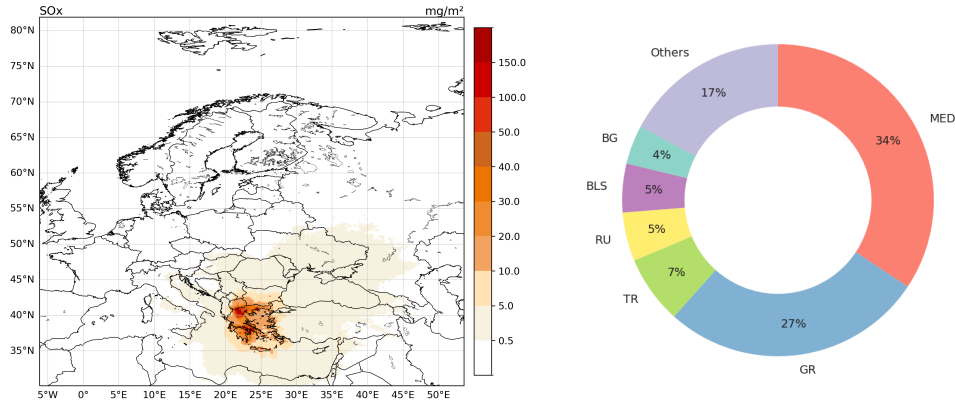 SOx mg/m²
80°N
75°N
70°N
65°N
60°N
55°N
50°N
45°N
40°N
35°N
5°W 0° 5°E 10°E 15°E 20°E 25°E 30°E 35°E 40°E 45°E 50°E
150.0
100.0
50.0
40.0
30.0
20.0
10.0
5.0
0.5
Others
17%
MED
34%
BG
4%
BLS
5%
RU
5%
TR
7%
27%
GR